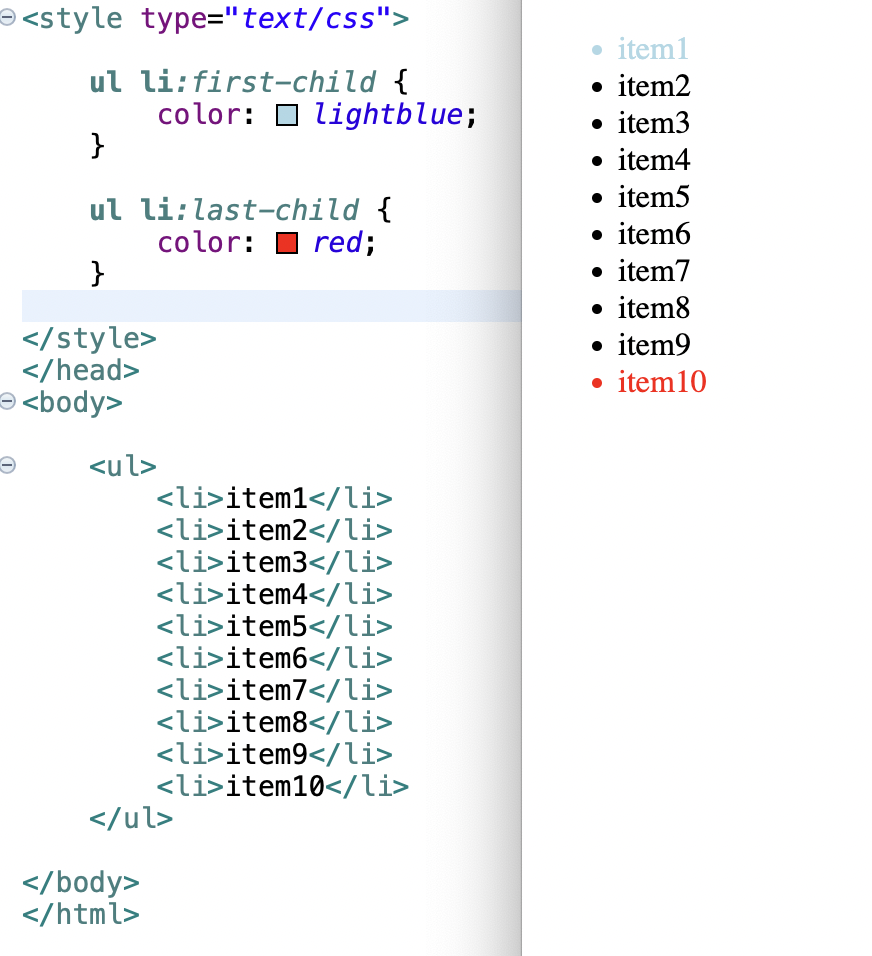 <style type="text/css">
ul li:first-child {
color: lightblue;
}
ul li:last-child {
color: red;
}
</style>
</head>
<body>
<ul>
<li>item1</li>
<li>item2</li>
<li>item3</li>
<li>item4</li>
<li>item5</li>
<li>item6</li>
<li>item7</li>
<li>item8</li>
<li>item9</li>
<li>item10</li>
</ul>
</body>
</html>
item1
item2
item3
item4
item5
item6
item7
item8
item9
item10